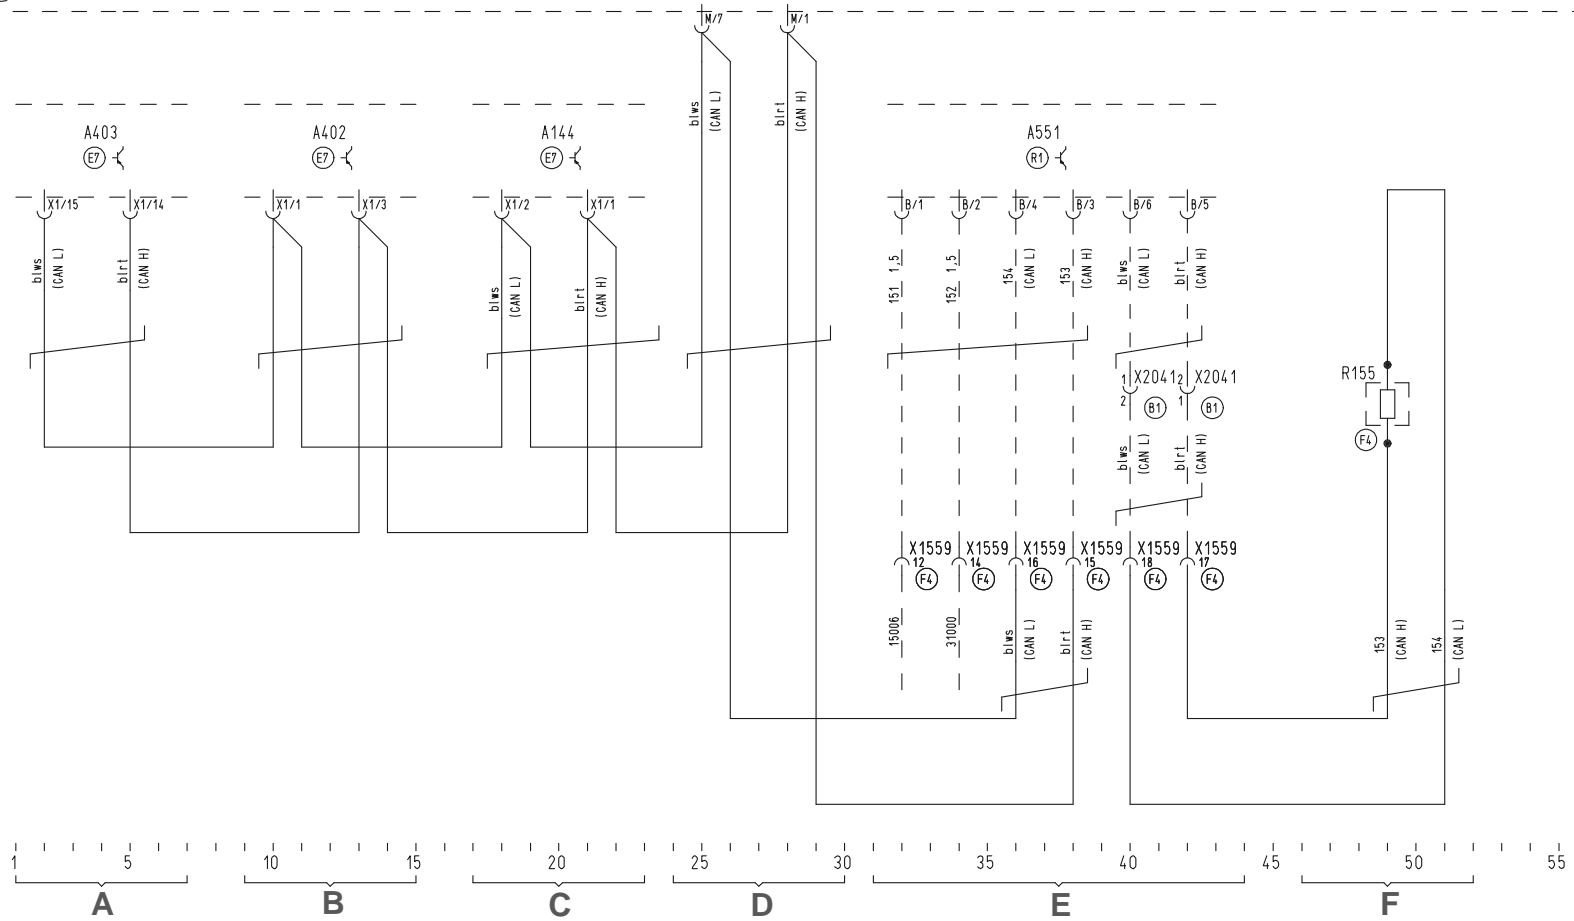 M/7 M/1
blws (CAN L) blrt (CAN H)
A403 A402 A144 A551
E7 E7 E7 R1
X1/15 X1/14 X1/1 X1/3 X1/2 X1/1 B/1 B/2 B/4 B/3 B/6 B/5
blws (CAN L) blrt (CAN H) blws (CAN L) blrt (CAN H) 151 1,5 152 1,5 154 (CAN L) 153 (CAN H) blws (CAN L) blrt (CAN H)
R155
1 X2041 2 X2041
2 B1 1 B1
F4
blws (CAN L) blrt (CAN H)
X1559 X1559 X1559 X1559 X1559 X1559
12 14 16 15 18 17
F4 F4 F4 F4 F4 F4
15006 31000 blws (CAN L) blrt (CAN H) 153 (CAN H) 154 (CAN L)
1 5 10 15 20 25 30 35 40 45 50 55
A B C D E F